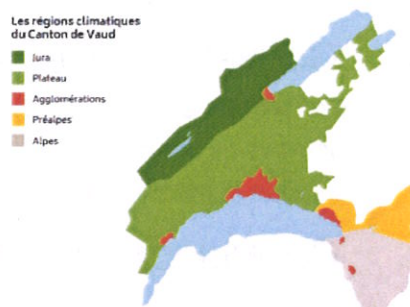 Les régions climatiques
du Canton de Vaud
Jura
Plateau
Agglomérations
Préalpes
Alpes